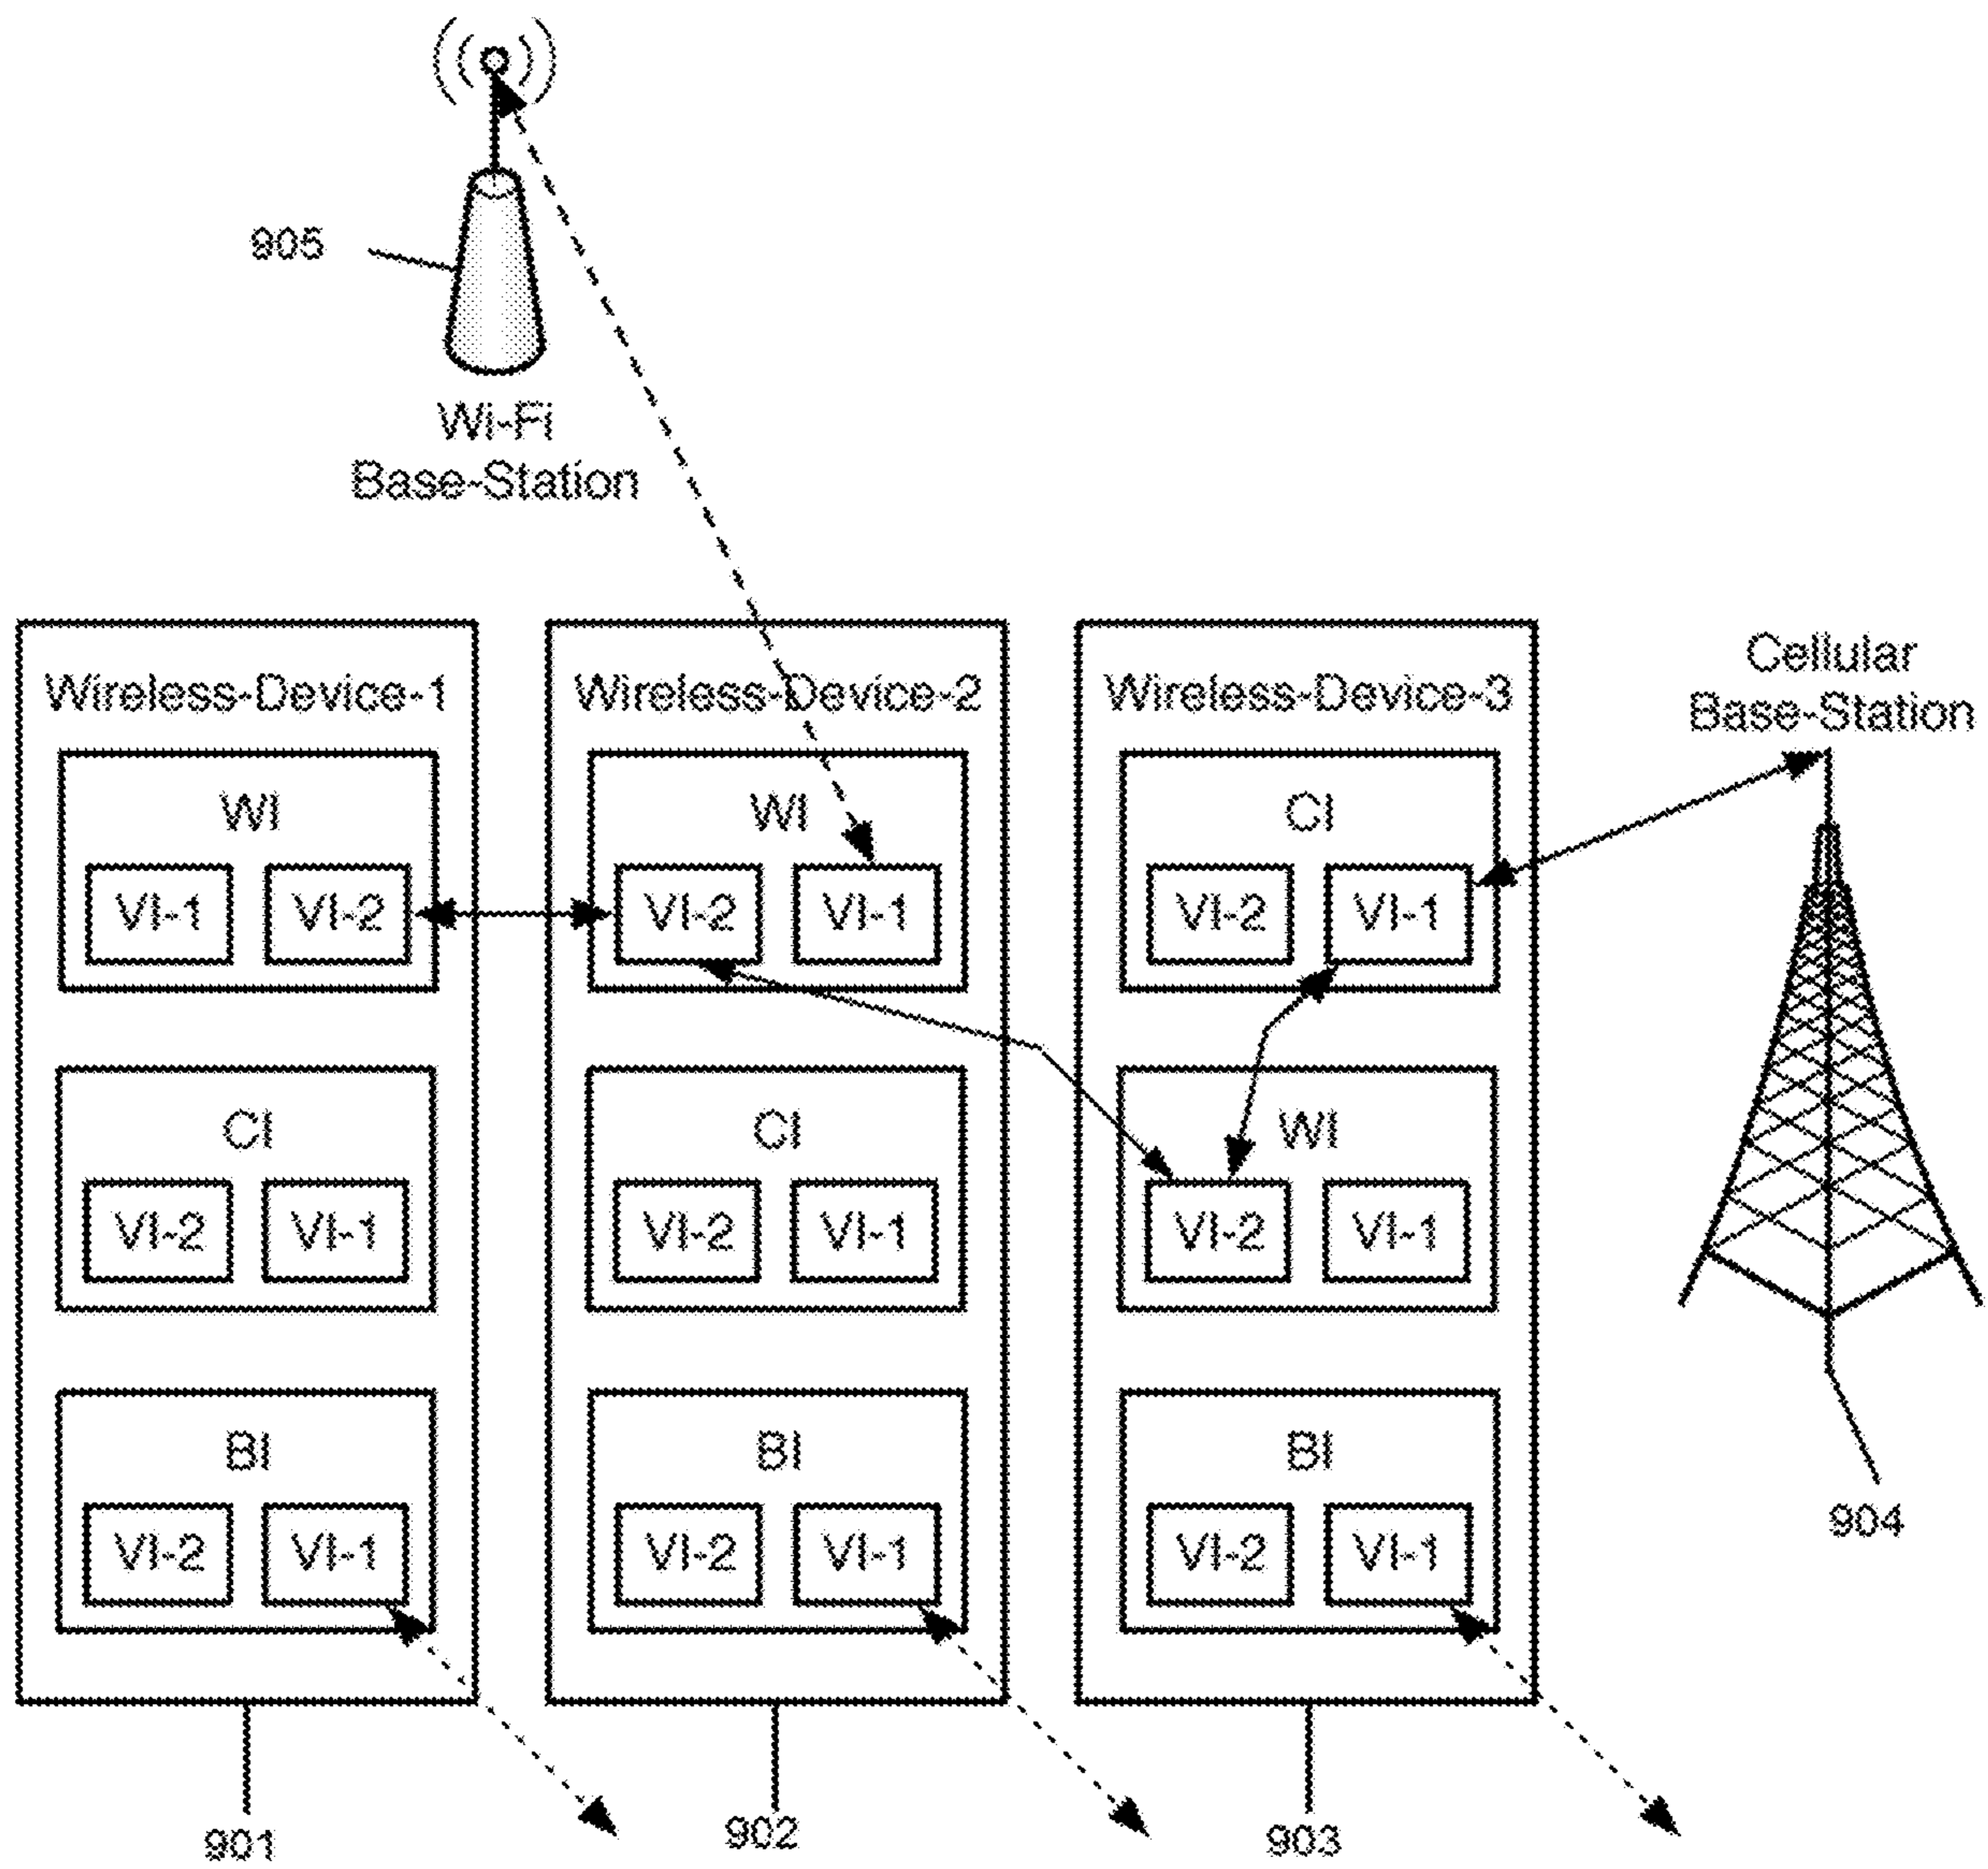 905
Wi-Fi
Base-Station
Wireless-Device-1
WI
VI-1 VI-2
CI
VI-2 VI-1
BI
VI-2 VI-1
901
Wireless-Device-2
WI
VI-2 VI-1
CI
VI-2 VI-1
BI
VI-2 VI-1
902
Wireless-Device-3
CI
VI-2 VI-1
WI
VI-2 VI-1
BI
VI-2 VI-1
903
Cellular
Base-Station
904